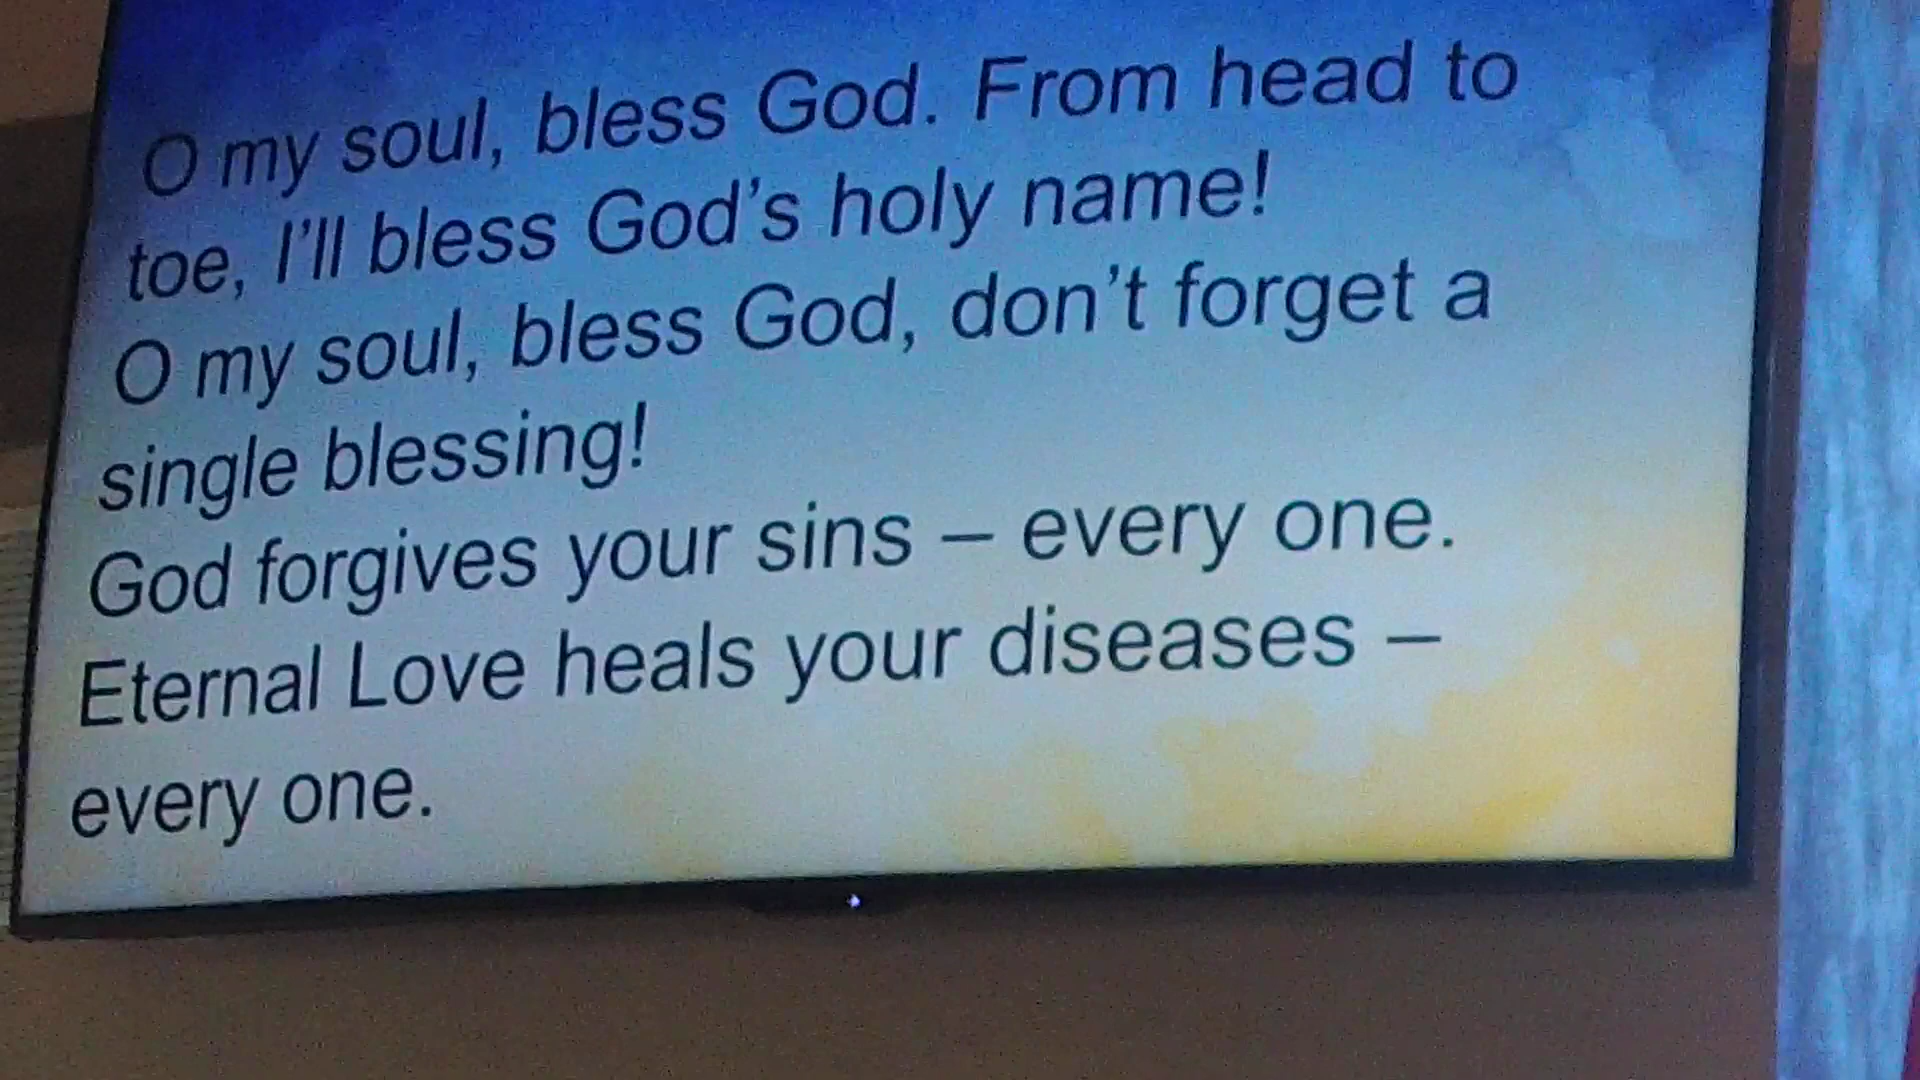 O my soul, bless God. From head to
toe, I'll bless God's holy name!
O my soul, bless God, don't forget a
single blessing!
God forgives your sins – every one.
Eternal Love heals your diseases –
every one.